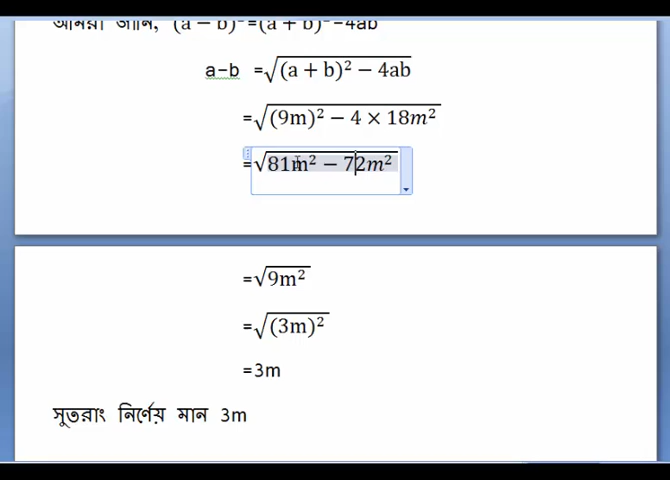 আমরা জানি, (a − b)²=(a + b)²−4ab
a-b =√(a + b)² − 4ab
=√(9m)² − 4 × 18m²
=√81m² − 72m²
=√9m²
=√(3m)²
=3m
সুতরাং নির্ণেয় মান 3m